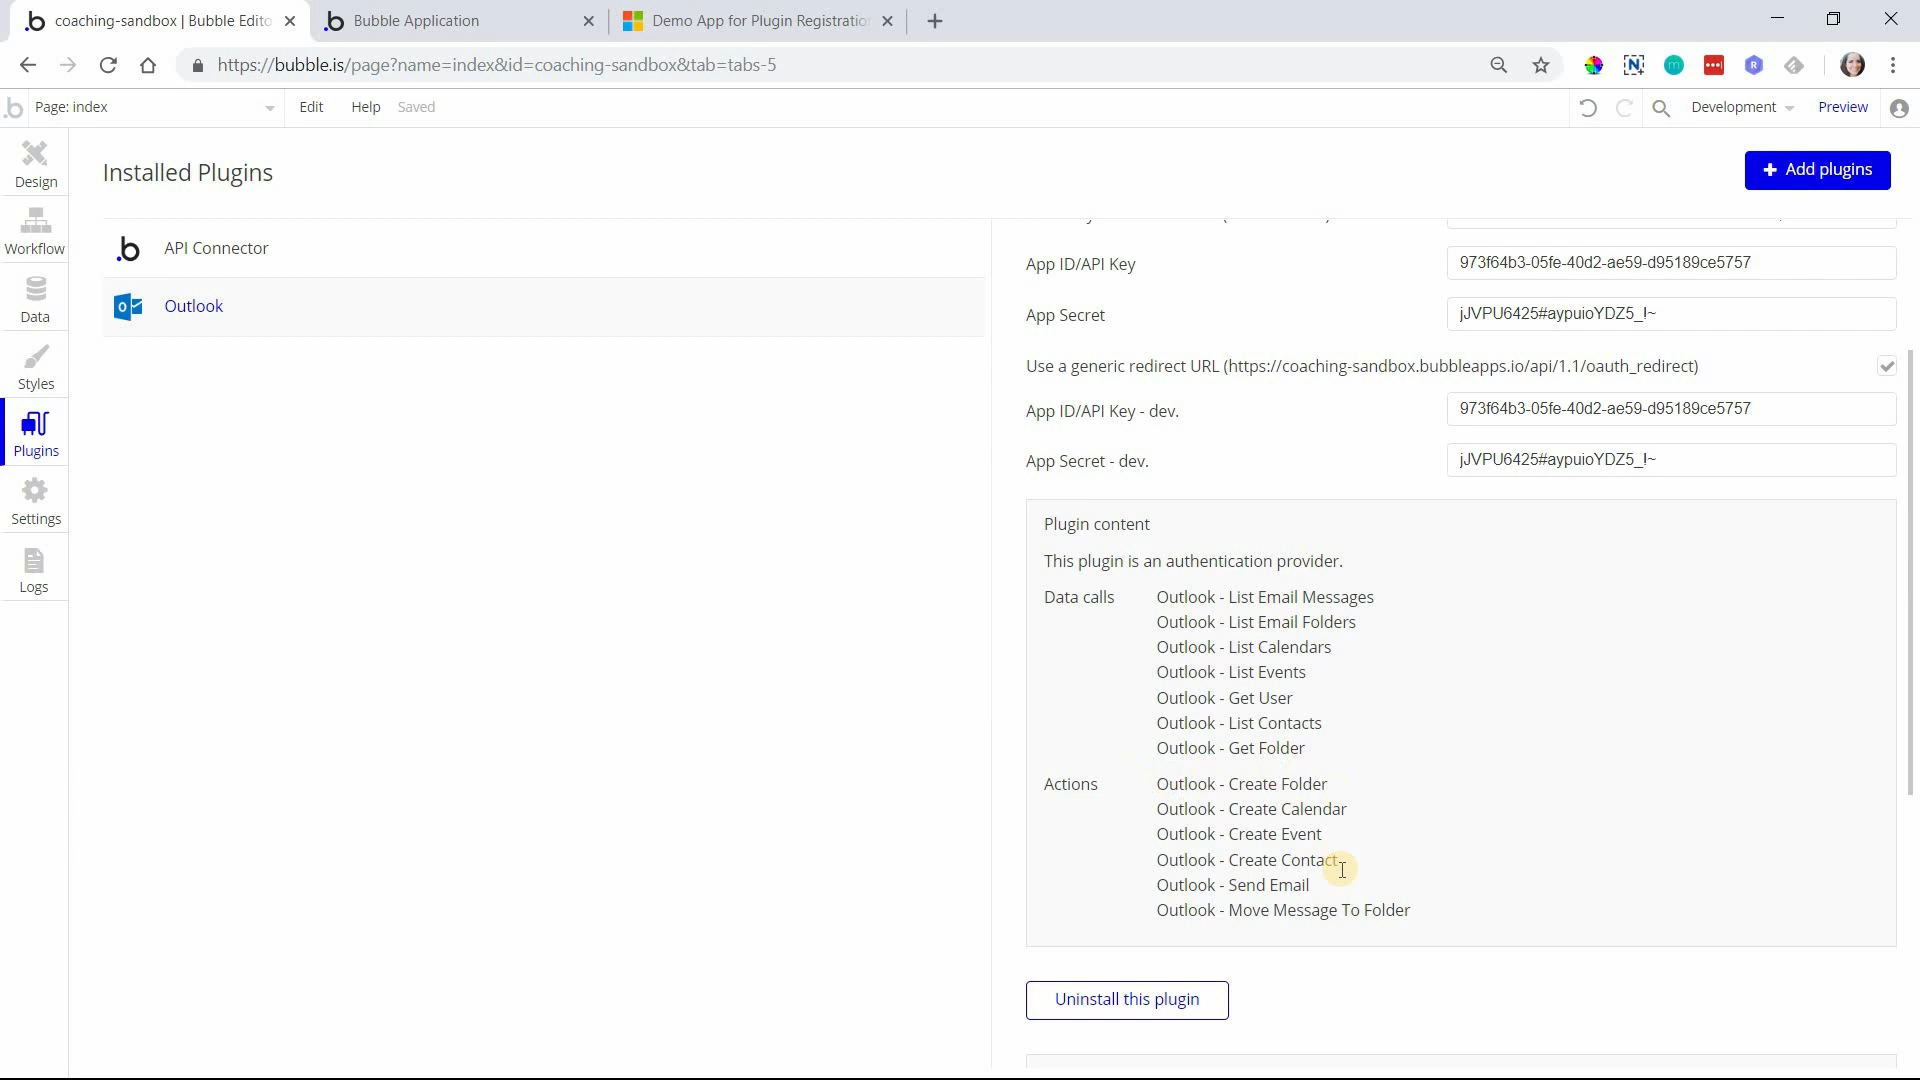 coaching-sandbox | Bubble Edito
Bubble Application
Demo App for Plugin Registratio
https://bubble.is/page?name=index&id=coaching-sandbox&tab=tabs-5
Page: index
Edit
Help
Saved
Development
Preview
Design
Workflow
Data
Styles
Plugins
Settings
Logs
Installed Plugins
+ Add plugins
API Connector
Outlook
App ID/API Key
973f64b3-05fe-40d2-ae59-d95189ce5757
App Secret
jJVPU6425#aypuioYDZ5_!~
Use a generic redirect URL (https://coaching-sandbox.bubbleapps.io/api/1.1/oauth_redirect)
App ID/API Key - dev.
973f64b3-05fe-40d2-ae59-d95189ce5757
App Secret - dev.
jJVPU6425#aypuioYDZ5_!~
Plugin content
This plugin is an authentication provider.
Data calls
Outlook - List Email Messages
Outlook - List Email Folders
Outlook - List Calendars
Outlook - List Events
Outlook - Get User
Outlook - List Contacts
Outlook - Get Folder
Actions
Outlook - Create Folder
Outlook - Create Calendar
Outlook - Create Event
Outlook - Create Contact
Outlook - Send Email
Outlook - Move Message To Folder
Uninstall this plugin